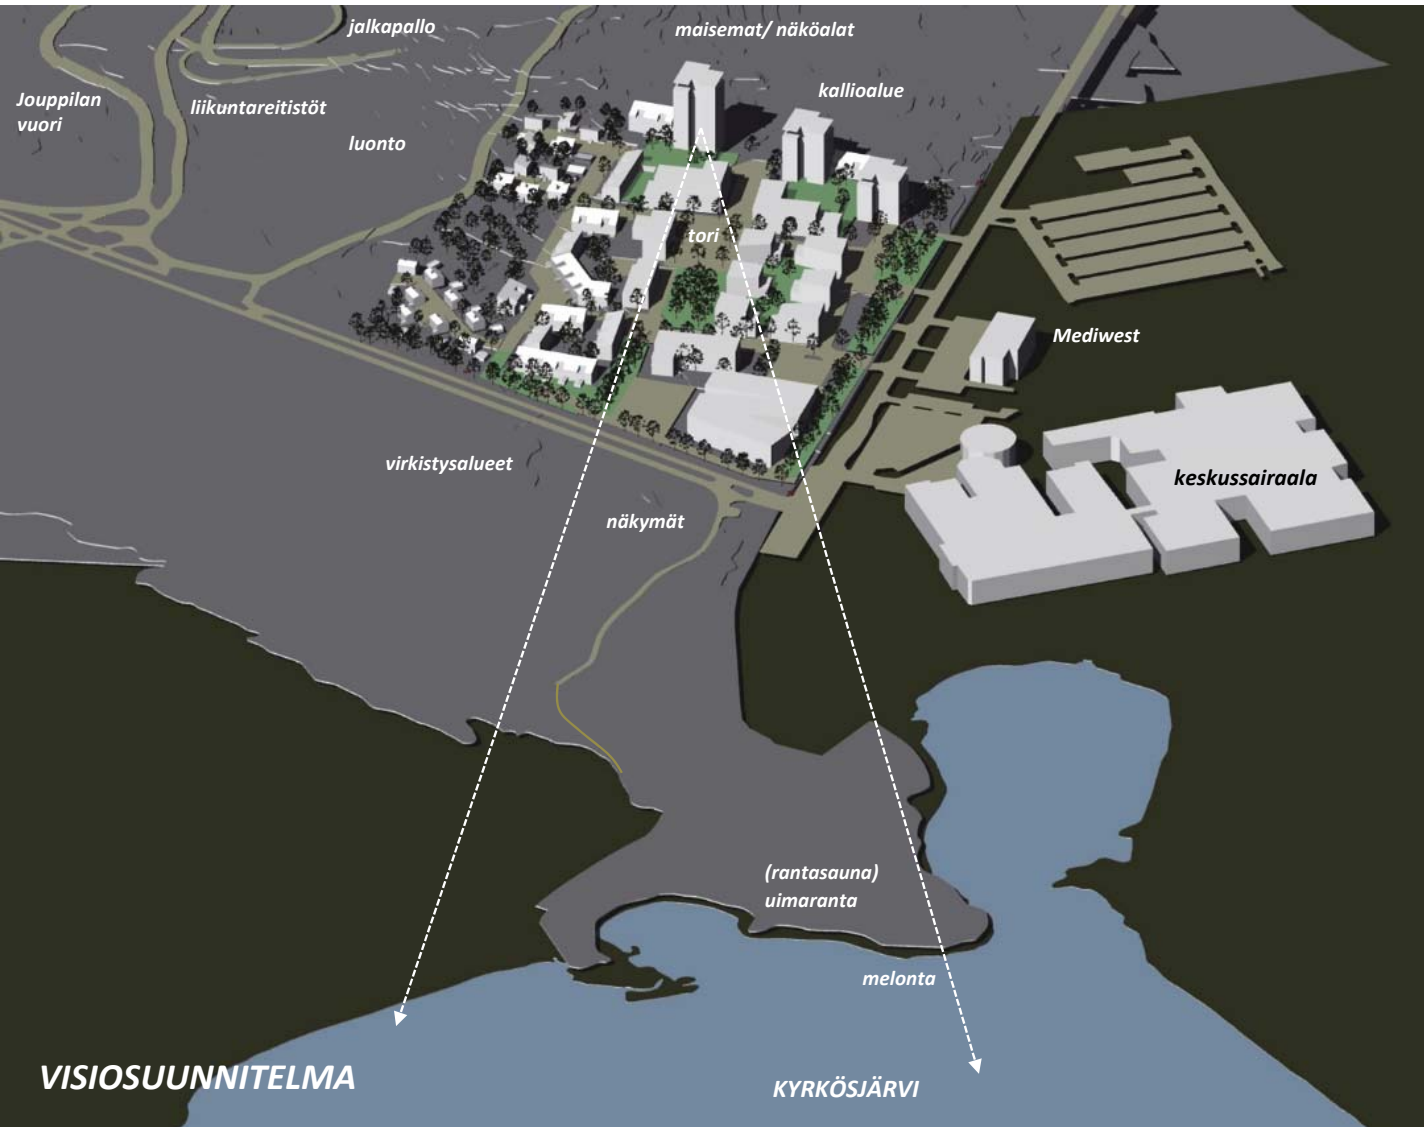 jalkapallo
maisemat/ näköalat
Jouppilan
vuori
liikuntareitistöt
kallioalue
luonto
tori
Mediwest
virkistysalueet
keskussairaala
näkymät
(rantasauna)
uimaranta
melonta
VISIOSUUNNITELMA
KYRKÖSJÄRVI